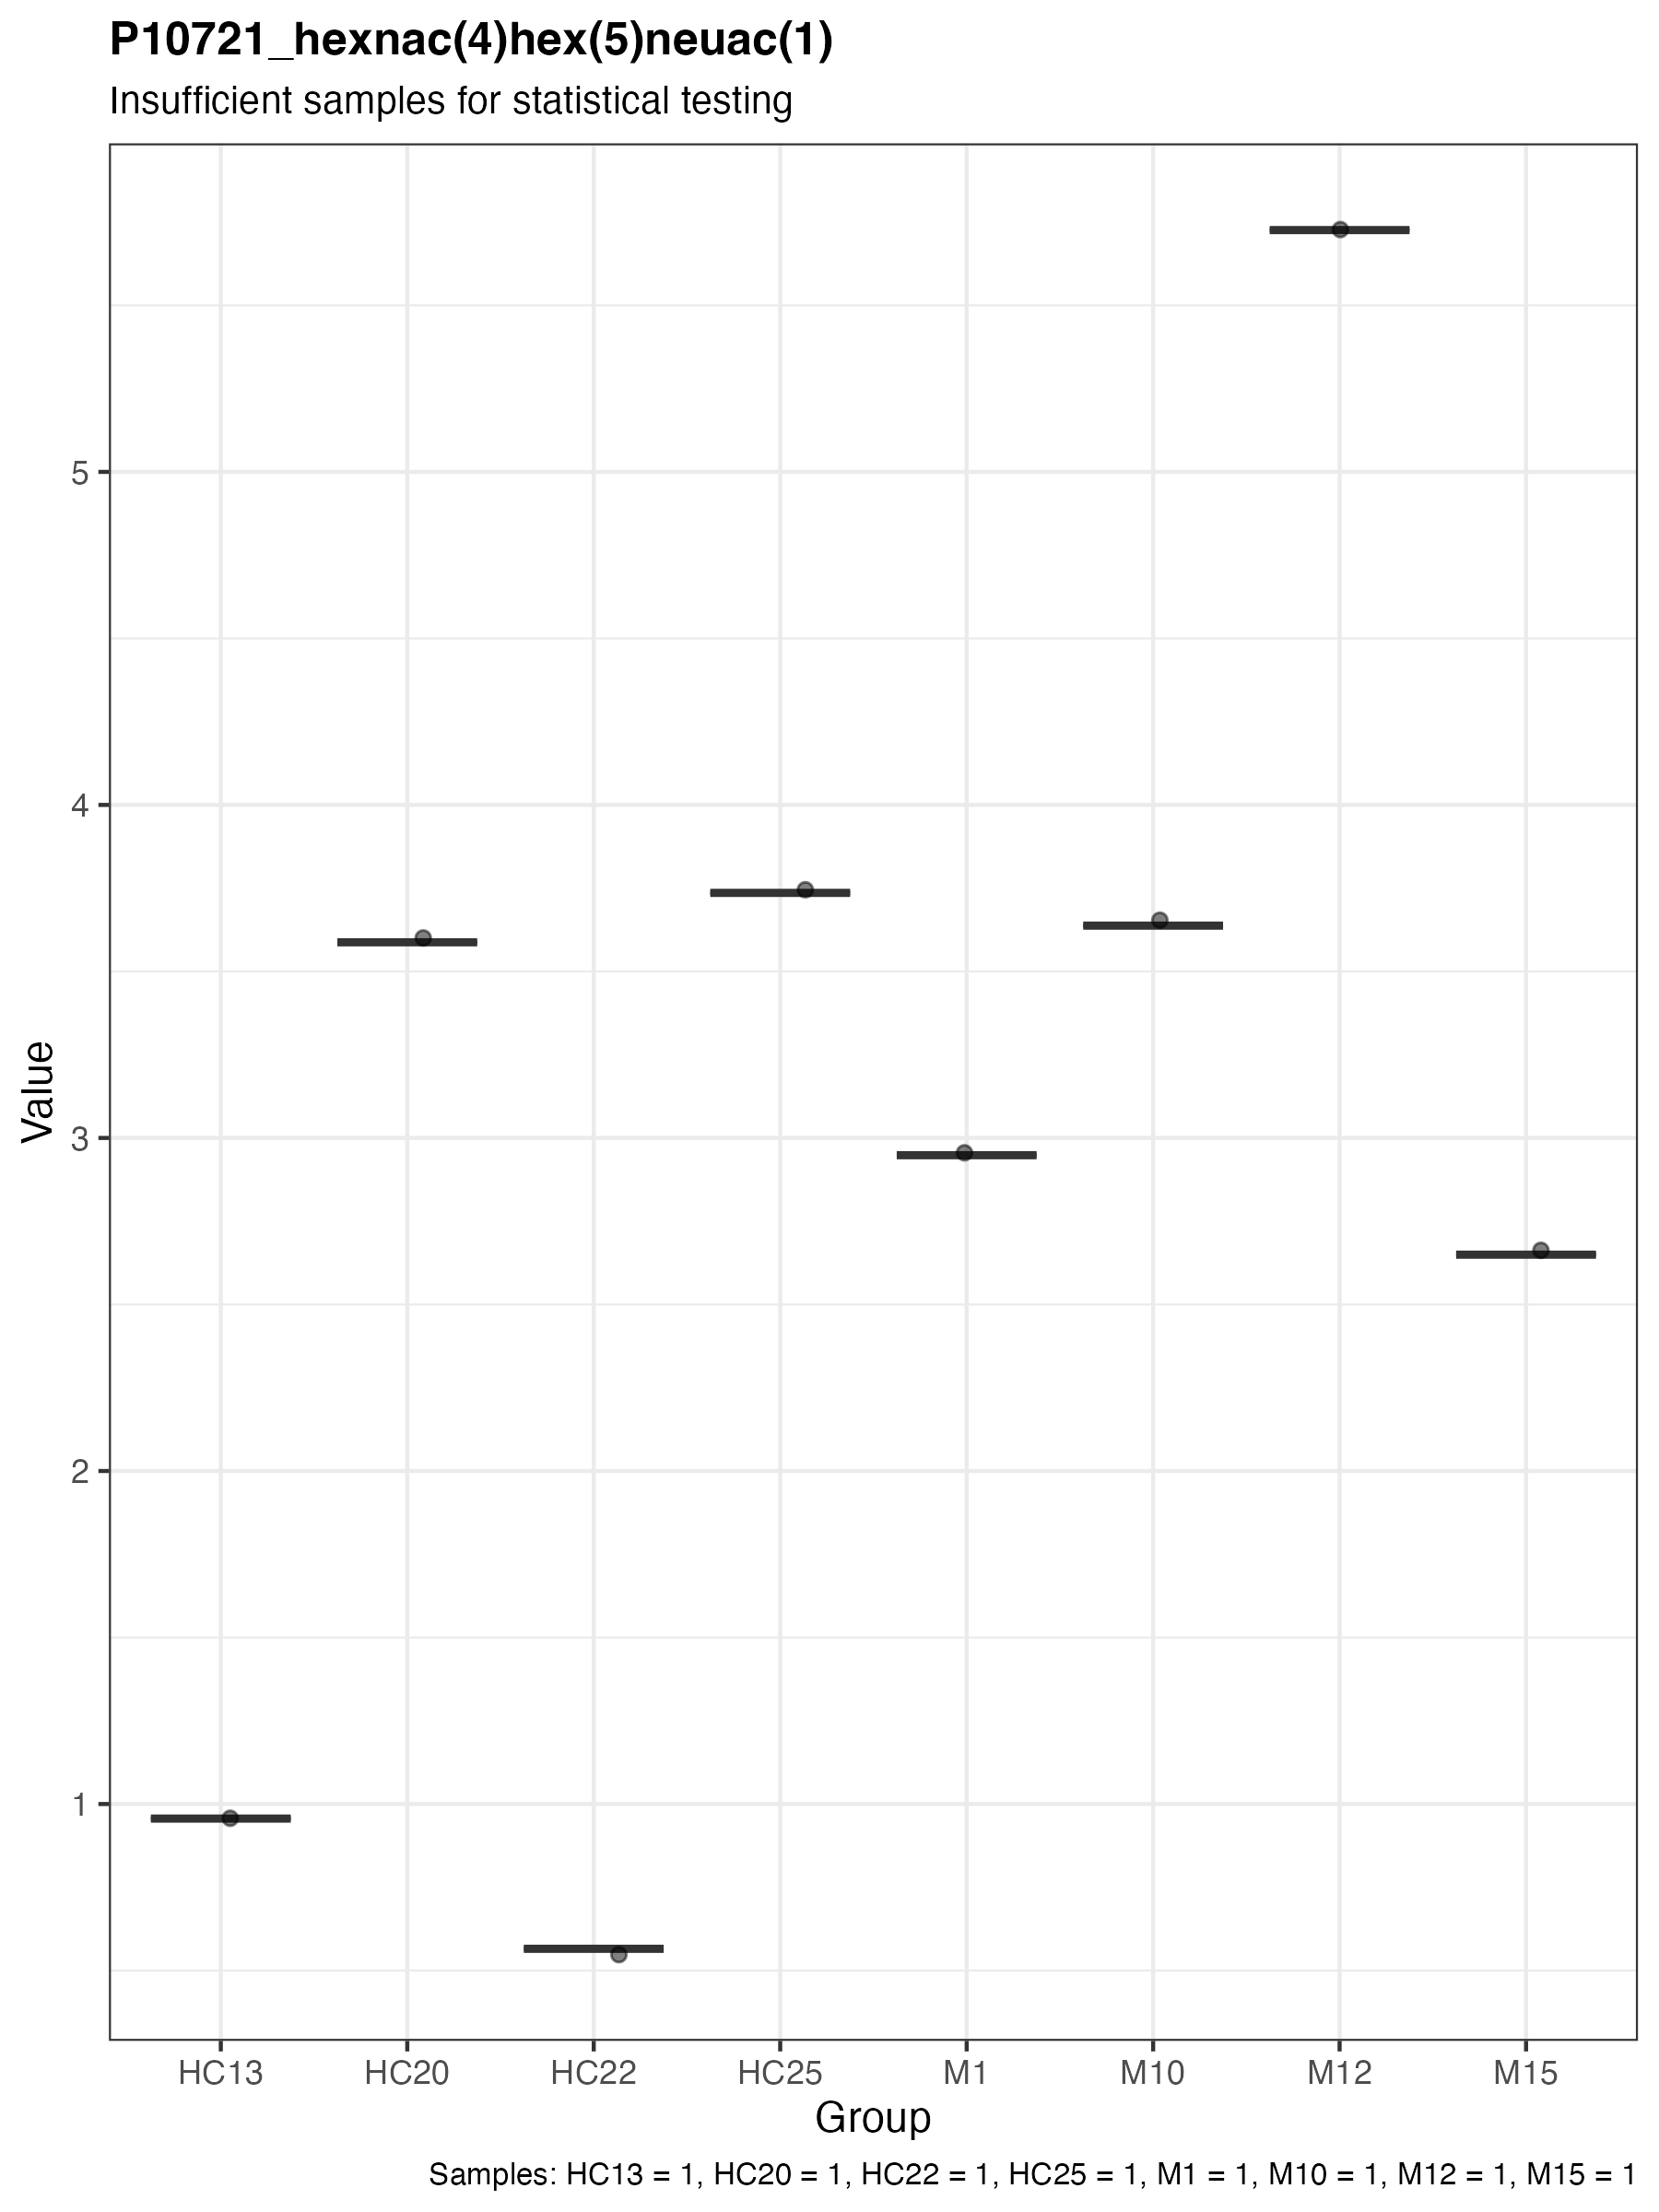 P10721_hexnac(4)hex(5)neuac(1)
Insufficient samples for statistical testing
5
4
3
2
1
Value
HC13 HC20 HC22 HC25 M1 M10 M12 M15
Group
Samples: HC13 = 1, HC20 = 1, HC22 = 1, HC25 = 1, M1 = 1, M10 = 1, M12 = 1, M15 = 1